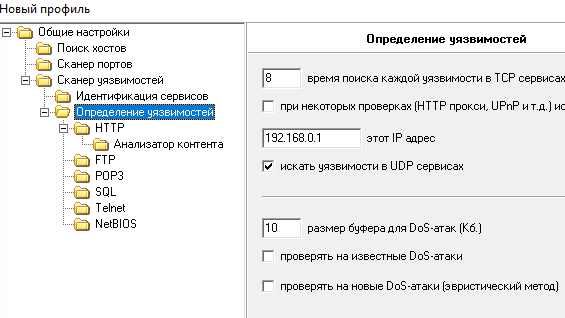 Новый профиль
Общие настройки
Поиск хостов
Сканер портов
Сканер уязвимостей
Идентификация сервисов
Определение уязвимостей
HTTP
Анализатор контента
FTP
POP3
SQL
Telnet
NetBIOS
Определение уязвимостей
8 время поиска каждой уязвимости в TCP сервисах
при некоторых проверках (HTTP прокси, UPnP и т.д.) ис
192.168.0.1 этот IP адрес
искать уязвимости в UDP сервисах
10 размер буфера для DoS-атак (Кб.)
проверять на известные DoS-атаки
проверять на новые DoS-атаки (эвристический метод)